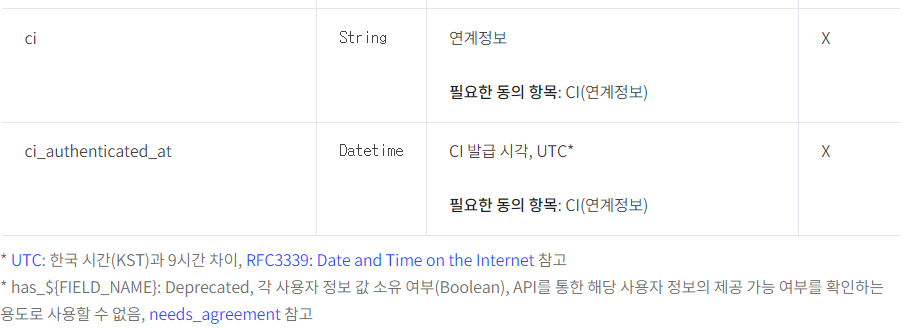 ci String 연계정보 X
필요한 동의 항목: CI(연계정보)
ci_authenticated_at Datetime CI 발급 시각, UTC* X
필요한 동의 항목: CI(연계정보)
* UTC: 한국 시간(KST)과 9시간 차이, RFC3339: Date and Time on the Internet 참고
* has_${FIELD_NAME}: Deprecated, 각 사용자 정보 값 소유 여부(Boolean), API를 통한 해당 사용자 정보의 제공 가능 여부를 확인하는
용도로 사용할 수 없음, needs_agreement 참고